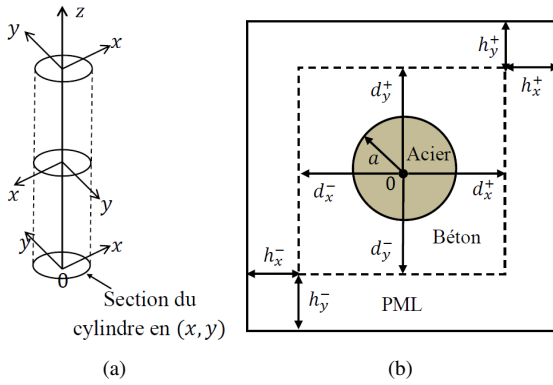 z
y
x
x
y
y
x
0
Section du
cylindre en (x, y)
(a)
h_y^+
h_x^+
d_y^+
a
Acier
0
d_x^-
d_x^+
Béton
d_y^-
h_x^-
h_y^-
PML
(b)